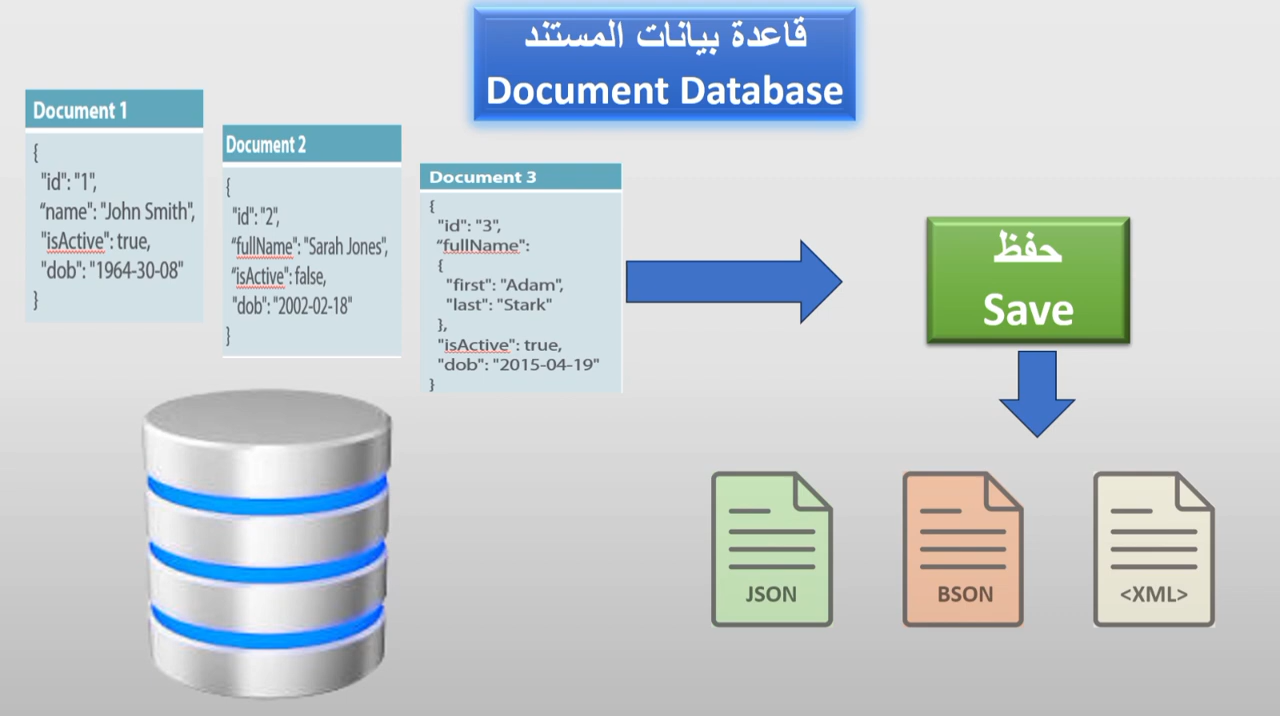 قاعدة بيانات المستند
Document Database
Document 1
{
"id": "1",
“name": "John Smith",
"isActive": true,
"dob": "1964-30-08"
}
Document 2
{
"id": "2",
“fullName": "Sarah Jones",
“isActive": false,
"dob": "2002-02-18"
}
Document 3
{
"id": "3",
“fullName":
{
"first": "Adam",
"last": "Stark"
},
"isActive": true,
"dob": "2015-04-19"
}
حفظ
Save
JSON
BSON
<XML>